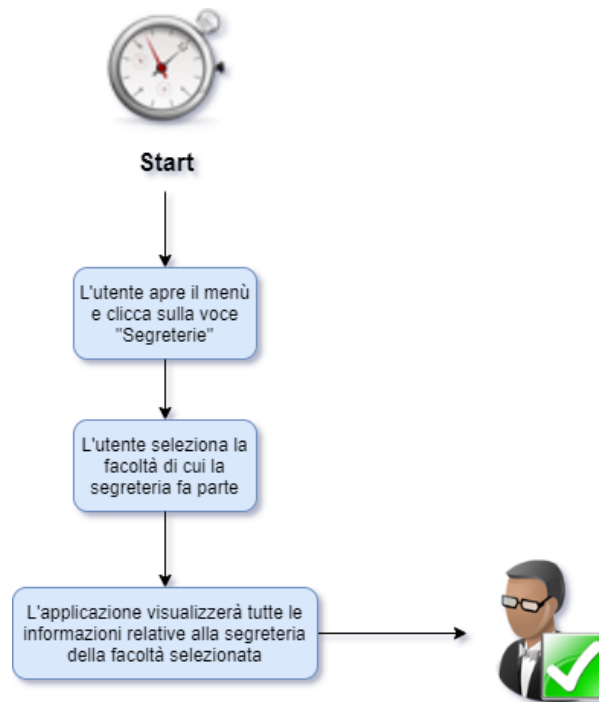 Start
L'utente apre il menù
e clicca sulla voce
"Segreterie"
L'utente seleziona la
facoltà di cui la
segreteria fa parte
L'applicazione visualizzerà tutte le
informazioni relative alla segreteria
della facoltà selezionata